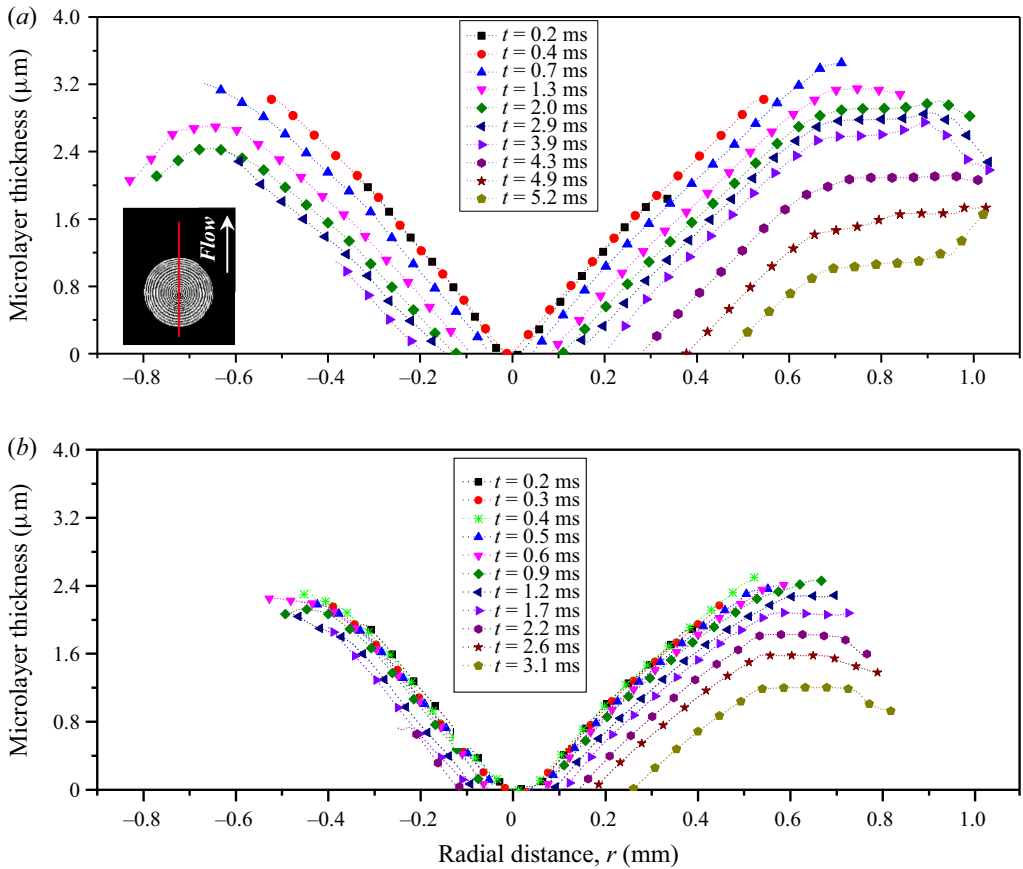 (a)
4.0
3.2
2.4
1.6
0.8
0
Microlayer thickness (μm)
t = 0.2 ms
t = 0.4 ms
t = 0.7 ms
t = 1.3 ms
t = 2.0 ms
t = 2.9 ms
t = 3.9 ms
t = 4.3 ms
t = 4.9 ms
t = 5.2 ms
Flow
–0.8 –0.6 –0.4 –0.2 0 0.2 0.4 0.6 0.8 1.0
(b)
4.0
3.2
2.4
1.6
0.8
0
Microlayer thickness (μm)
t = 0.2 ms
t = 0.3 ms
t = 0.4 ms
t = 0.5 ms
t = 0.6 ms
t = 0.9 ms
t = 1.2 ms
t = 1.7 ms
t = 2.2 ms
t = 2.6 ms
t = 3.1 ms
–0.8 –0.6 –0.4 –0.2 0 0.2 0.4 0.6 0.8 1.0
Radial distance, r (mm)